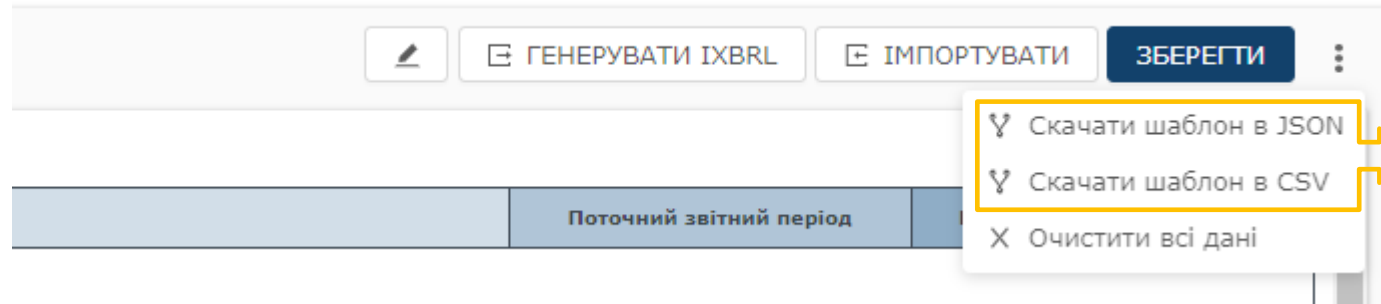 ГЕНЕРУВАТИ IXBRL
ІМПОРТУВАТИ
ЗБЕРЕГТИ
Скачати шаблон в JSON
Скачати шаблон в CSV
Поточний звітний період
Очистити всі дані